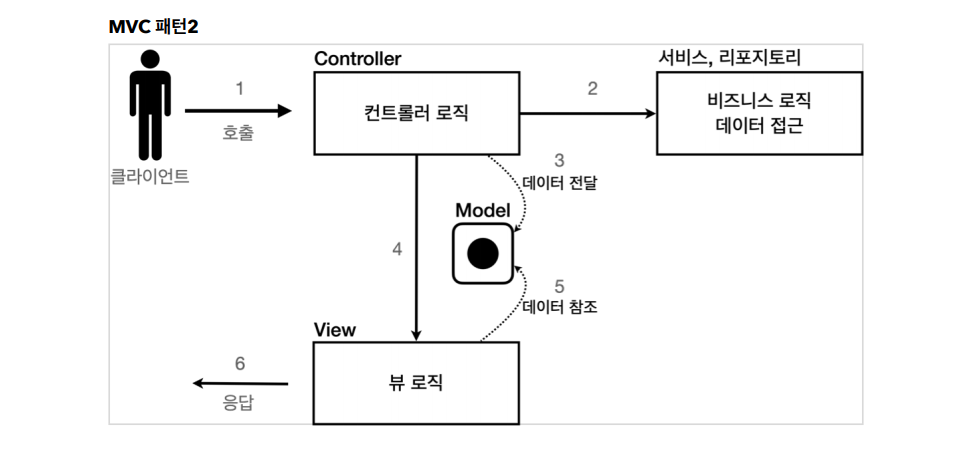 MVC 패턴2
Controller
서비스, 리포지토리
1
호출
클라이언트
컨트롤러 로직
2
비즈니스 로직
데이터 접근
3
데이터 전달
Model
4
5
데이터 참조
View
뷰 로직
6
응답